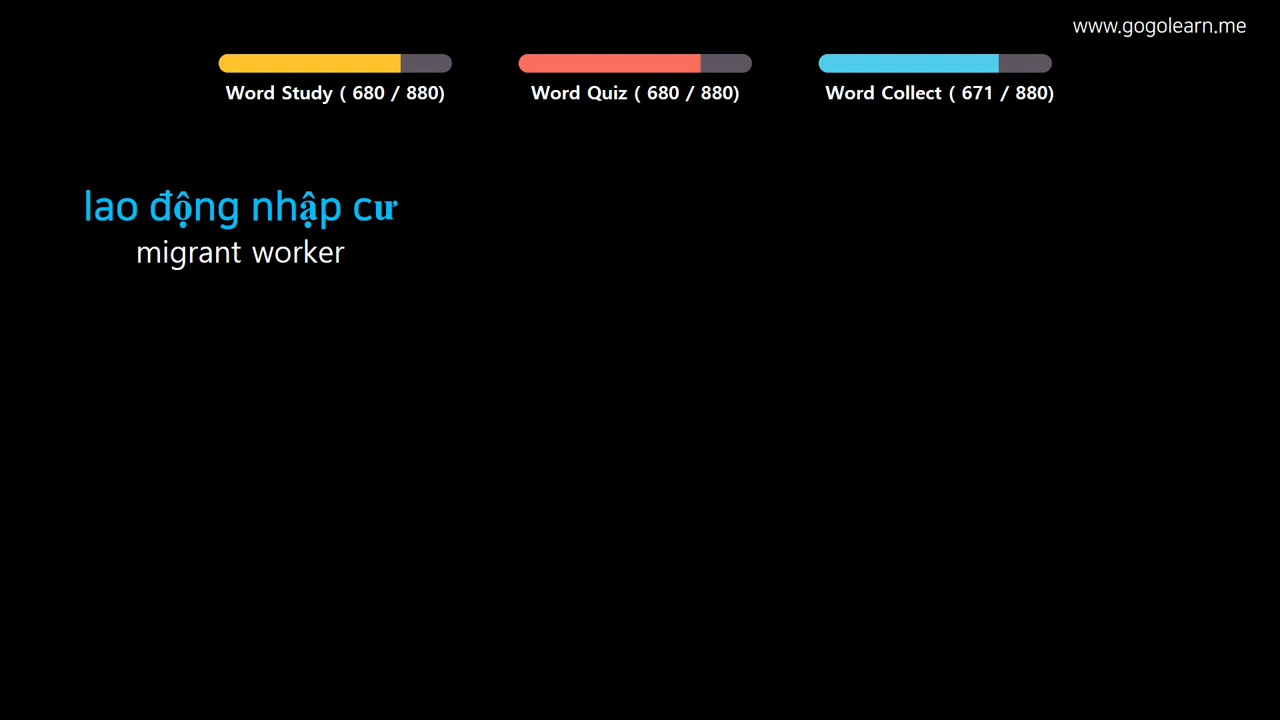 www.gogolearn.me
Word Study ( 680 / 880)
Word Quiz ( 680 / 880)
Word Collect ( 671 / 880)
lao động nhập cư
migrant worker